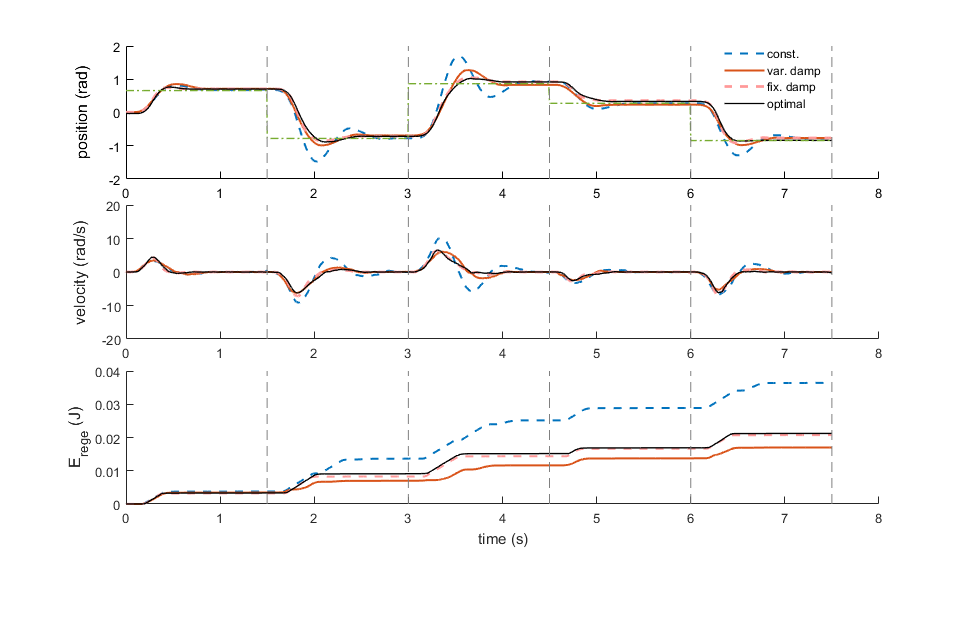 position (rad)
2
1
0
-1
-2
0 1 2 3 4 5 6 7 8
const.
var. damp
fix. damp
optimal
velocity (rad/s)
20
10
0
-10
-20
0 1 2 3 4 5 6 7 8
E_rege (J)
0.04
0.03
0.02
0.01
0
0 1 2 3 4 5 6 7 8
time (s)